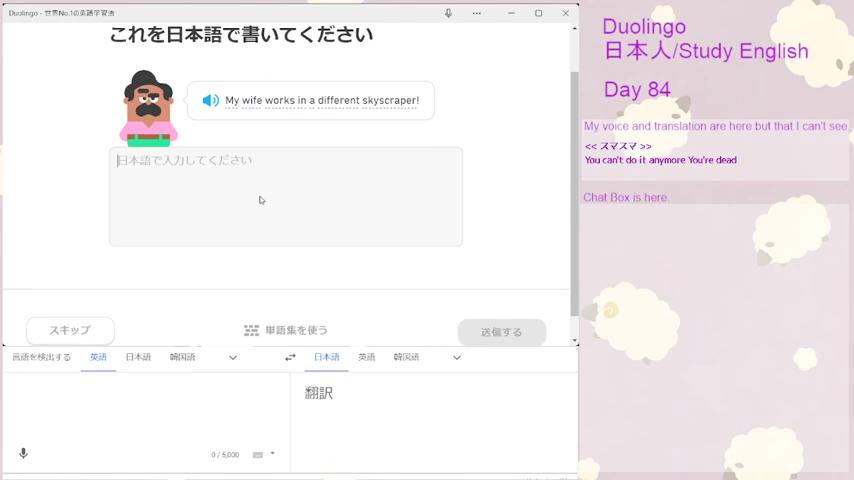 Duolingo - 世界No.1の英語学習法
これを日本語で書いてください
My wife works in a different skyscraper!
日本語で入力してください
スキップ
単語集を使う
送信する
言語を検出する
英語
日本語
韓国語
日本語
英語
韓国語
翻訳
0 / 5,000
Duolingo
日本人/Study English
Day 84
My voice and translation are here but that I can't see
<< スマスマ >>
You can't do it anymore You're dead
Chat Box is here.